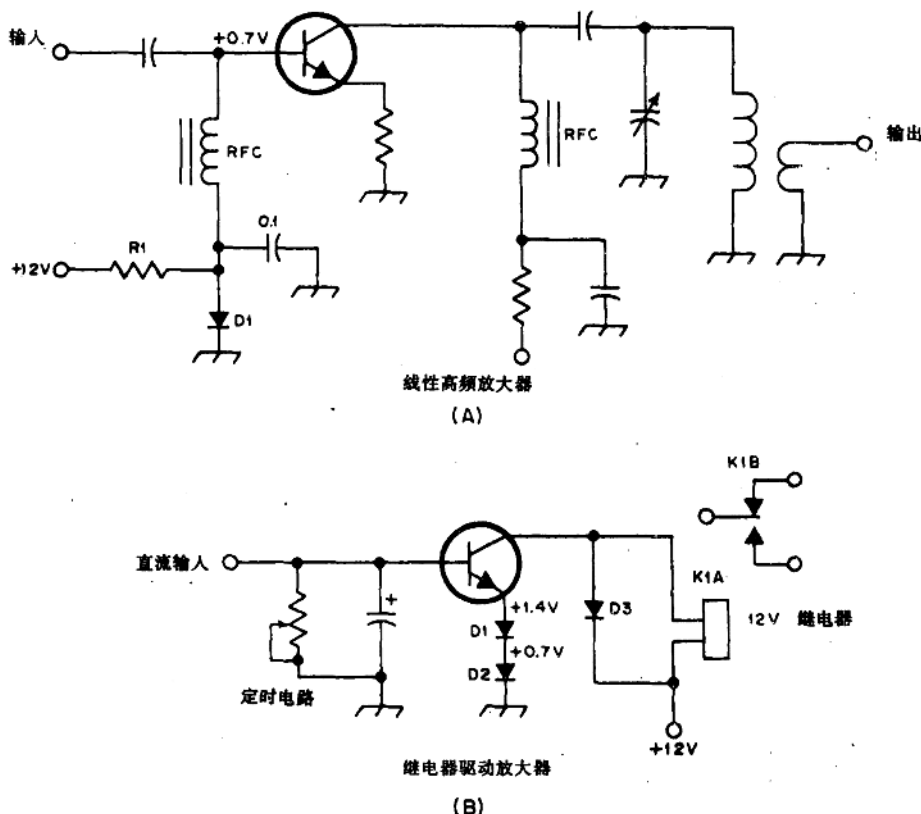 输人
+0.7V
RFC
RFC
输出
0.1
R1
+12V
D1
线性高频放大器
(A)
K1B
直流输人
K1A
+1.4V
D3
12V 继电器
D1
+0.7V
D2
定时电路
+
+12V
继电器驱动放大器
(B)